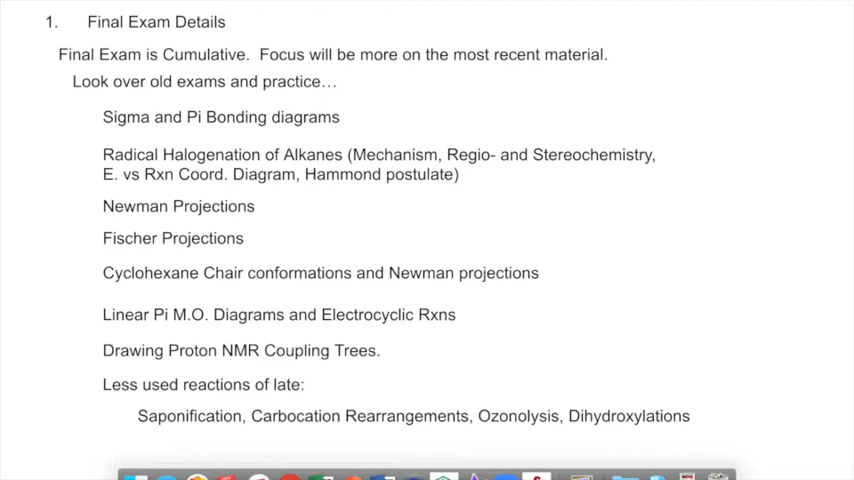 1. Final Exam Details
Final Exam is Cumulative. Focus will be more on the most recent material.
Look over old exams and practice…
Sigma and Pi Bonding diagrams
Radical Halogenation of Alkanes (Mechanism, Regio- and Stereochemistry,
E. vs Rxn Coord. Diagram, Hammond postulate)
Newman Projections
Fischer Projections
Cyclohexane Chair conformations and Newman projections
Linear Pi M.O. Diagrams and Electrocyclic Rxns
Drawing Proton NMR Coupling Trees.
Less used reactions of late:
Saponification, Carbocation Rearrangements, Ozonolysis, Dihydroxylations